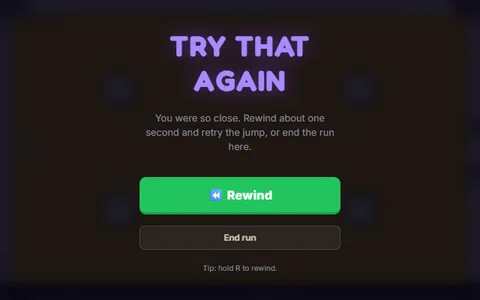 TRY THAT
AGAIN
You were so close. Rewind about one
second and retry the jump, or end the run
here.
⏪ Rewind
End run
Tip: hold R to rewind.